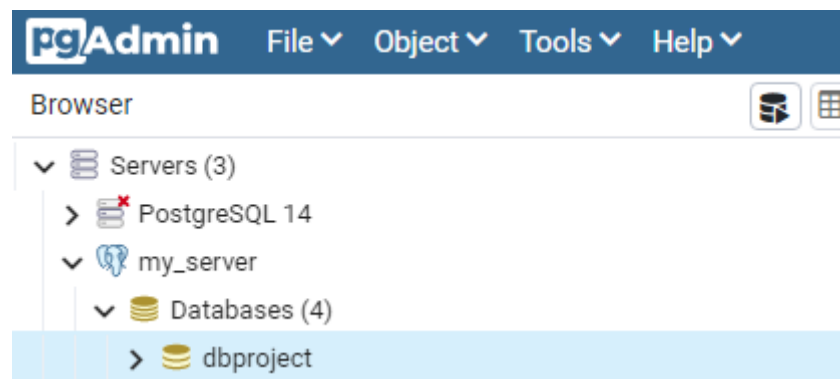 pgAdmin File Object Tools Help
Browser
Servers (3)
PostgreSQL 14
my_server
Databases (4)
dbproject